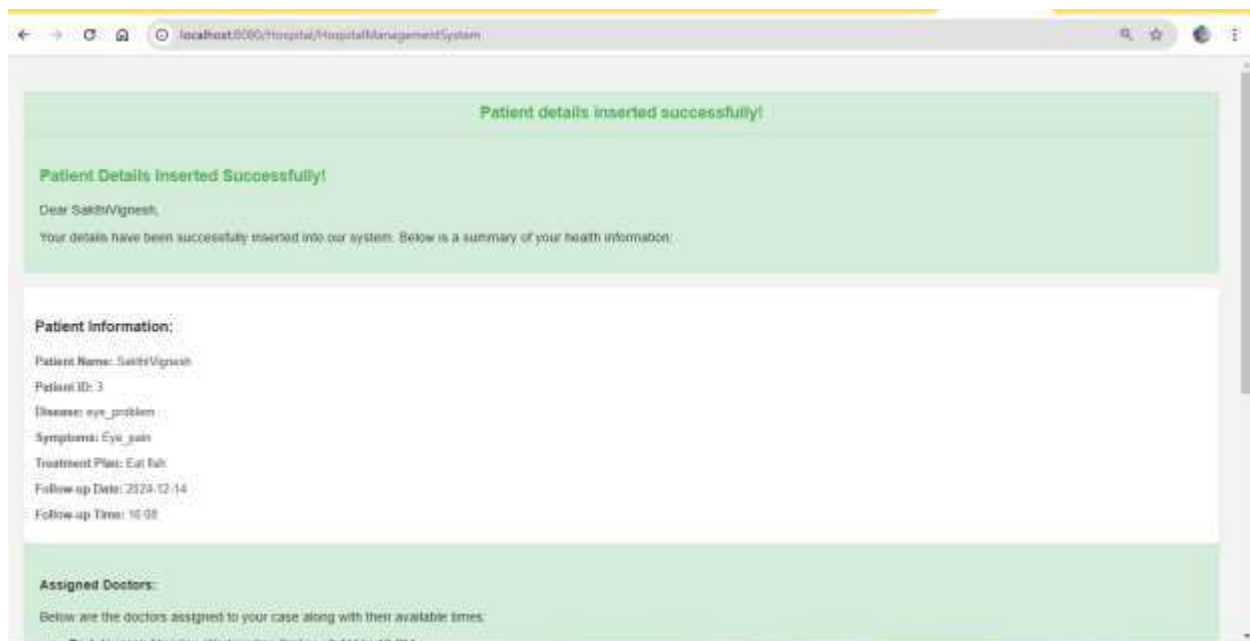 localhost:8080/Hospital/HospitalManagementSystem
Patient details inserted successfully!
Patient Details Inserted Successfully!
Dear SakthiVignesh,
Your details have been successfully inserted into our system. Below is a summary of your health information:
Patient Information:
Patient Name: SakthiVignesh
Patient ID: 3
Disease: eye_problem
Symptoms: Eye_pain
Treatment Plan: Eat fish
Follow-up Date: 2024-12-14
Follow-up Time:
Assigned Doctors:
Below are the doctors assigned to your case along with their available times: